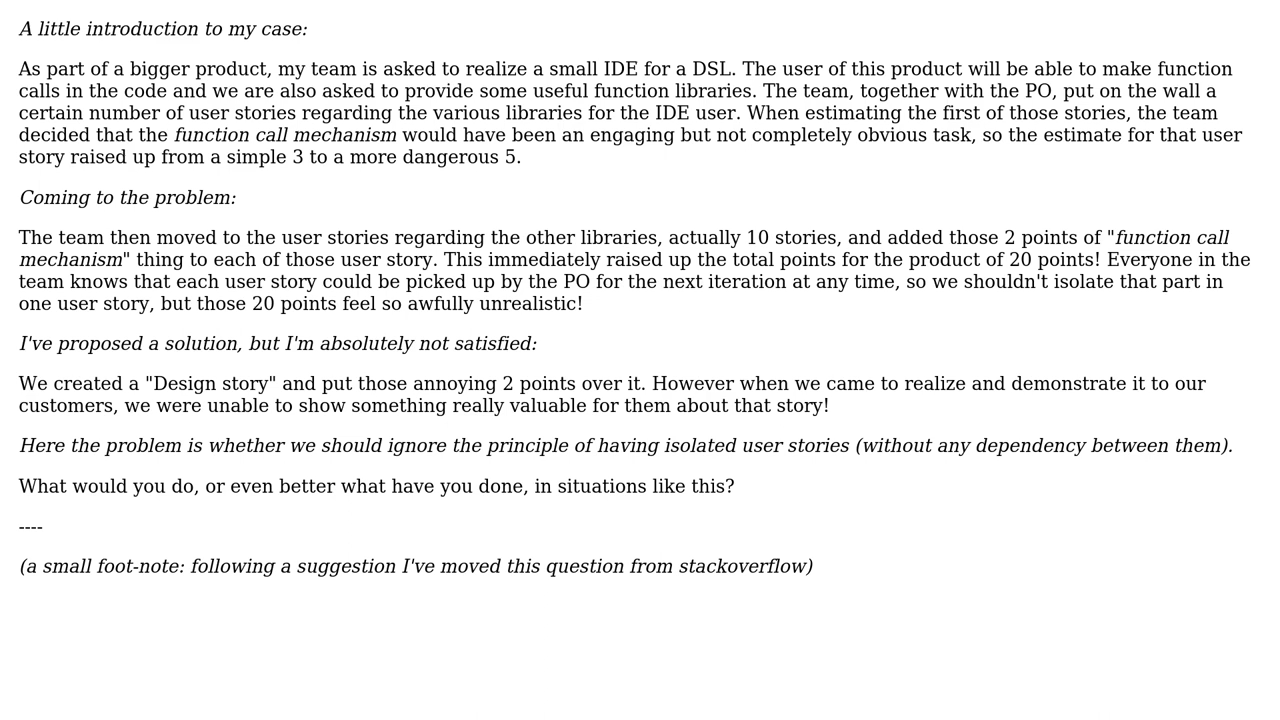 A little introduction to my case:
As part of a bigger product, my team is asked to realize a small IDE for a DSL. The user of this product will be able to make function
calls in the code and we are also asked to provide some useful function libraries. The team, together with the PO, put on the wall a
certain number of user stories regarding the various libraries for the IDE user. When estimating the first of those stories, the team
decided that the function call mechanism would have been an engaging but not completely obvious task, so the estimate for that user
story raised up from a simple 3 to a more dangerous 5.
Coming to the problem:
The team then moved to the user stories regarding the other libraries, actually 10 stories, and added those 2 points of "function call
mechanism" thing to each of those user story. This immediately raised up the total points for the product of 20 points! Everyone in the
team knows that each user story could be picked up by the PO for the next iteration at any time, so we shouldn't isolate that part in
one user story, but those 20 points feel so awfully unrealistic!
I've proposed a solution, but I'm absolutely not satisfied:
We created a "Design story" and put those annoying 2 points over it. However when we came to realize and demonstrate it to our
customers, we were unable to show something really valuable for them about that story!
Here the problem is whether we should ignore the principle of having isolated user stories (without any dependency between them).
What would you do, or even better what have you done, in situations like this?
----
(a small foot-note: following a suggestion I've moved this question from stackoverflow)